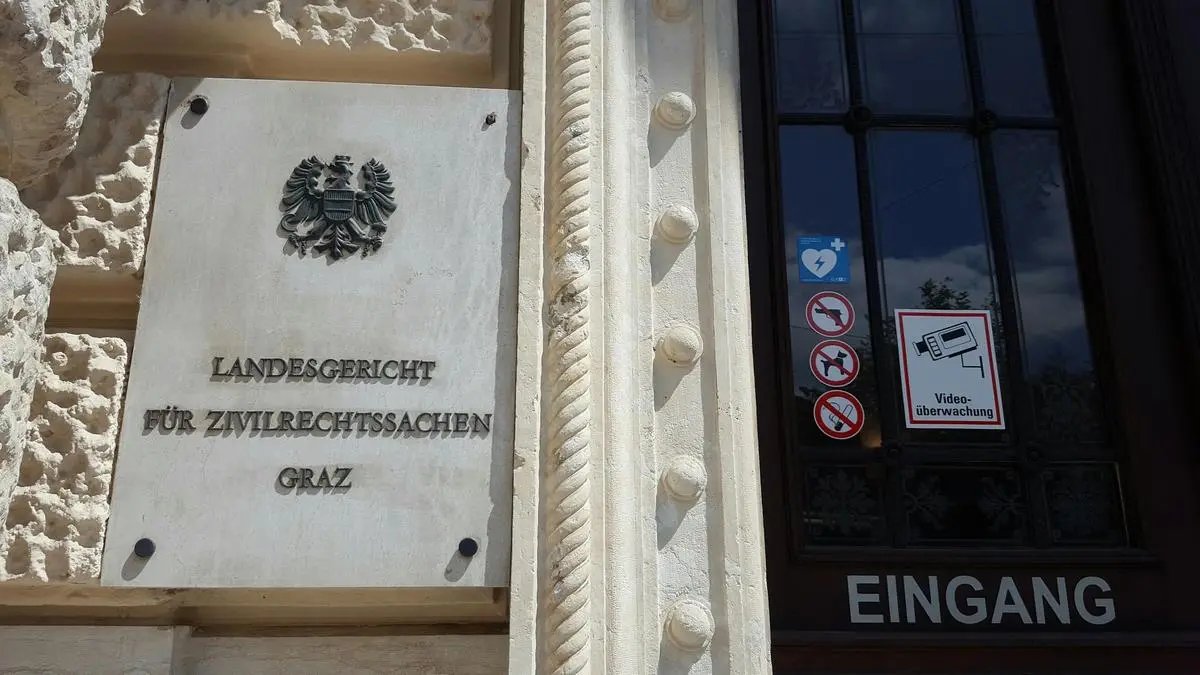 LANDESGERICHT
FÜR ZIVILRECHTSSACHEN
GRAZ
Video-
überwachung
EINGANG